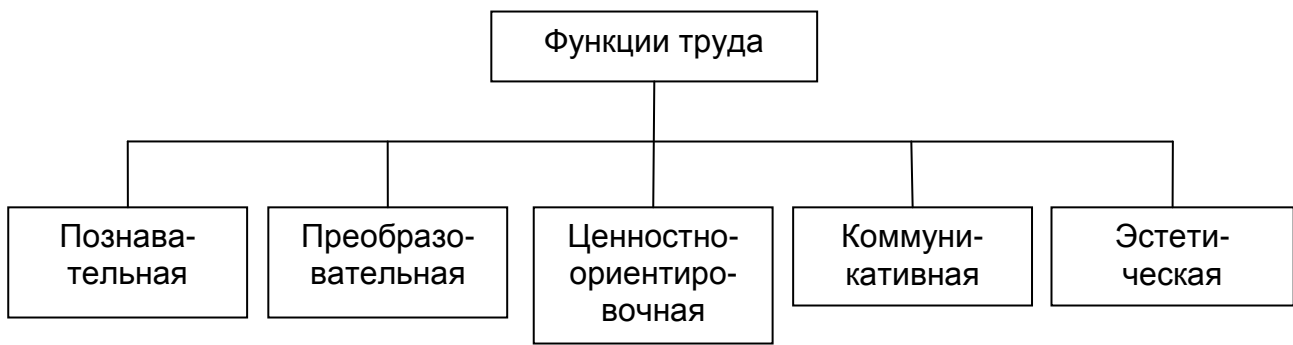 Функции труда
Познава-
тельная
Преобразо-
вательная
Ценностно-
ориентиро-
вочная
Коммуни-
кативная
Эстети-
ческая